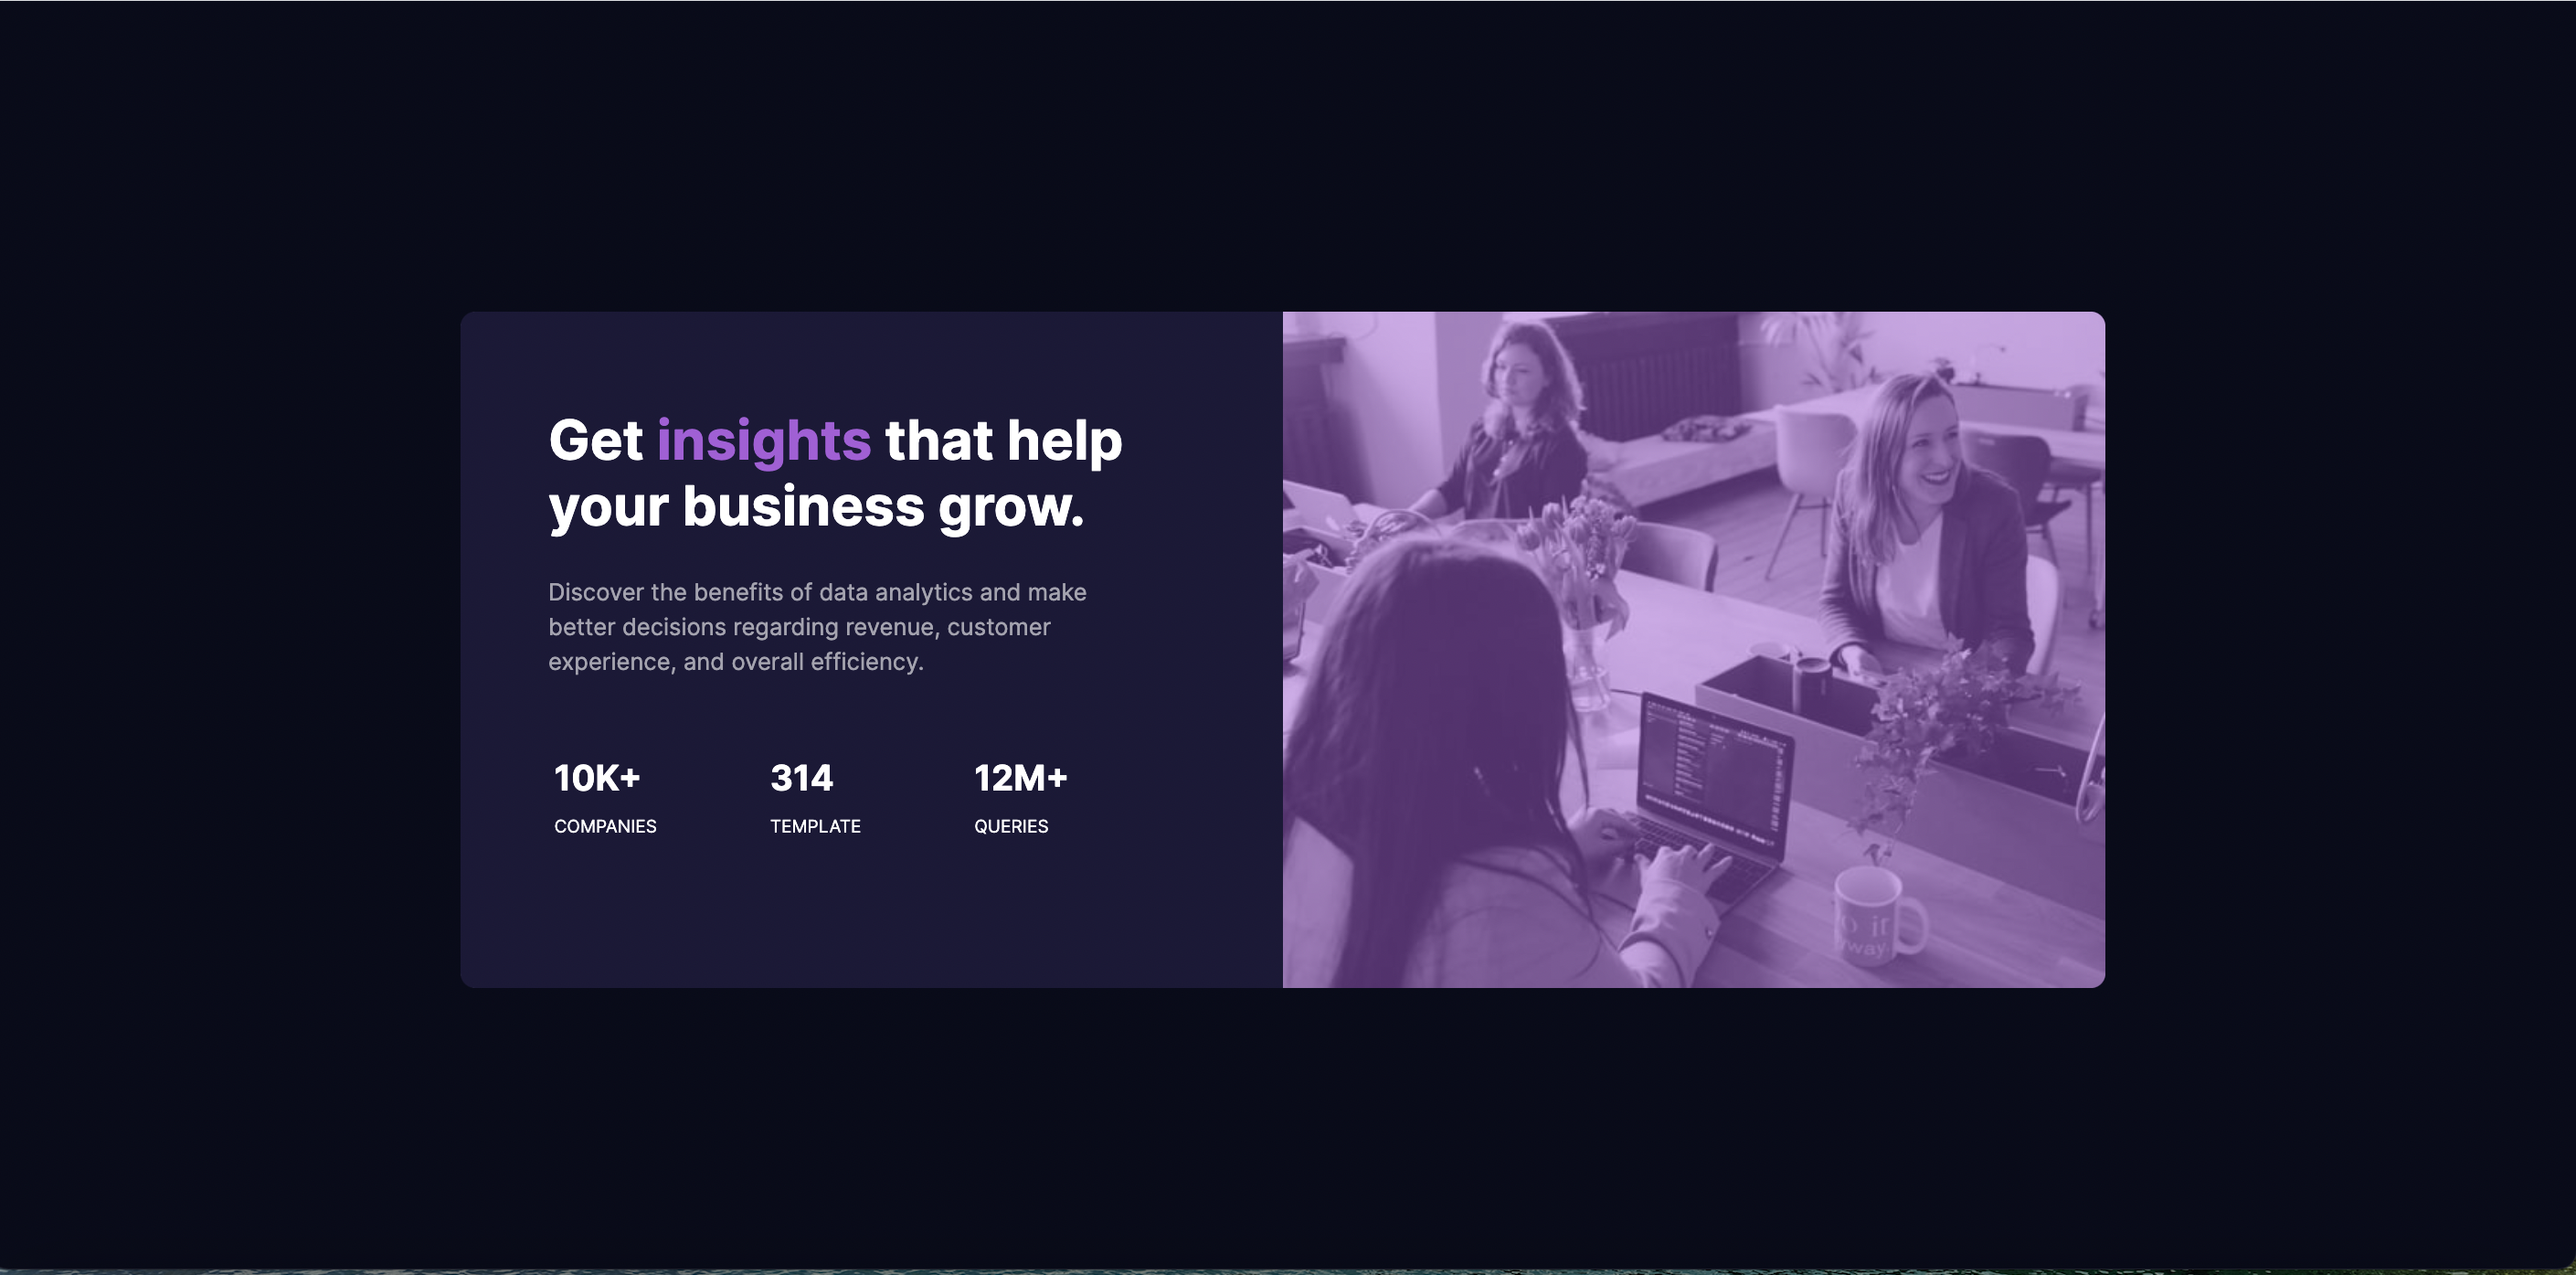 Get insights that help
your business grow.
Discover the benefits of data analytics and make
better decisions regarding revenue, customer
experience, and overall efficiency.
10K+ 314 12M+
COMPANIES TEMPLATE QUERIES